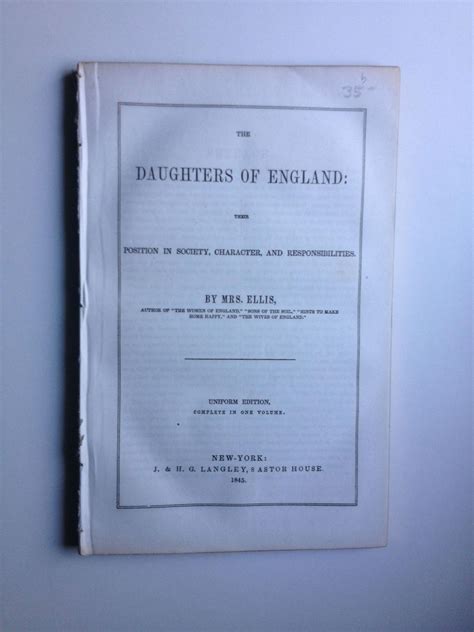 35-
THE
DAUGHTERS OF ENGLAND:
THEIR
POSITION IN SOCIETY, CHARACTER, AND RESPONSIBILITIES.
BY MRS. ELLIS,
AUTHOR OF "THE WOMEN OF ENGLAND," "SONS OF THE SOIL," "HINTS TO MAKE
HOME HAPPY," AND "THE WIVES OF ENGLAND."
UNIFORM EDITION,
COMPLETE IN ONE VOLUME.
NEW-YORK:
J. & H. G. LANGLEY, 8 ASTOR HOUSE.
1845.